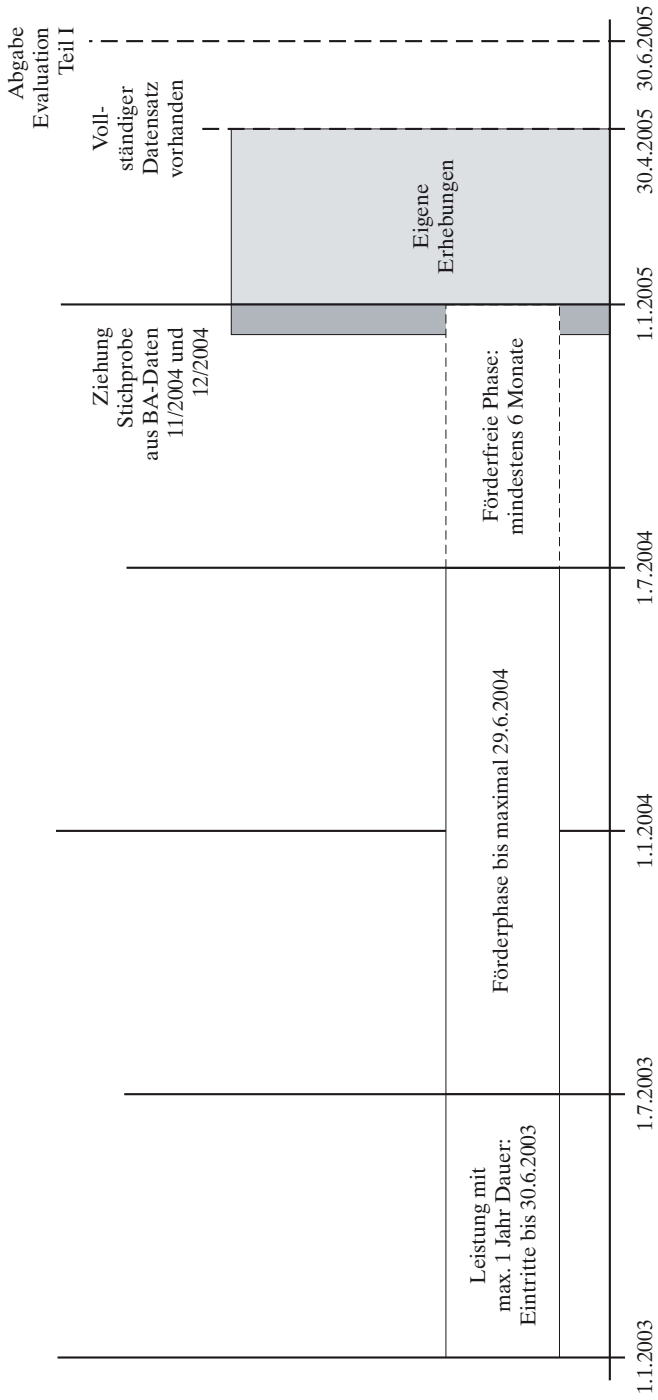 Abgabe
Evaluation
Teil I
Voll-
ständiger
Datensatz
vorhanden
Ziehung
Stichprobe
aus BA-Daten
11/2004 und
12/2004
Eigene
Erhebungen
Förderfreie Phase:
mindestens 6 Monate
Förderphase bis maximal 29.6.2004
Leistung mit
max. 1 Jahr Dauer:
Eintritte bis 30.6.2003
1.1.2003
1.7.2003
1.1.2004
1.7.2004
1.1.2005
30.4.2005
30.6.2005